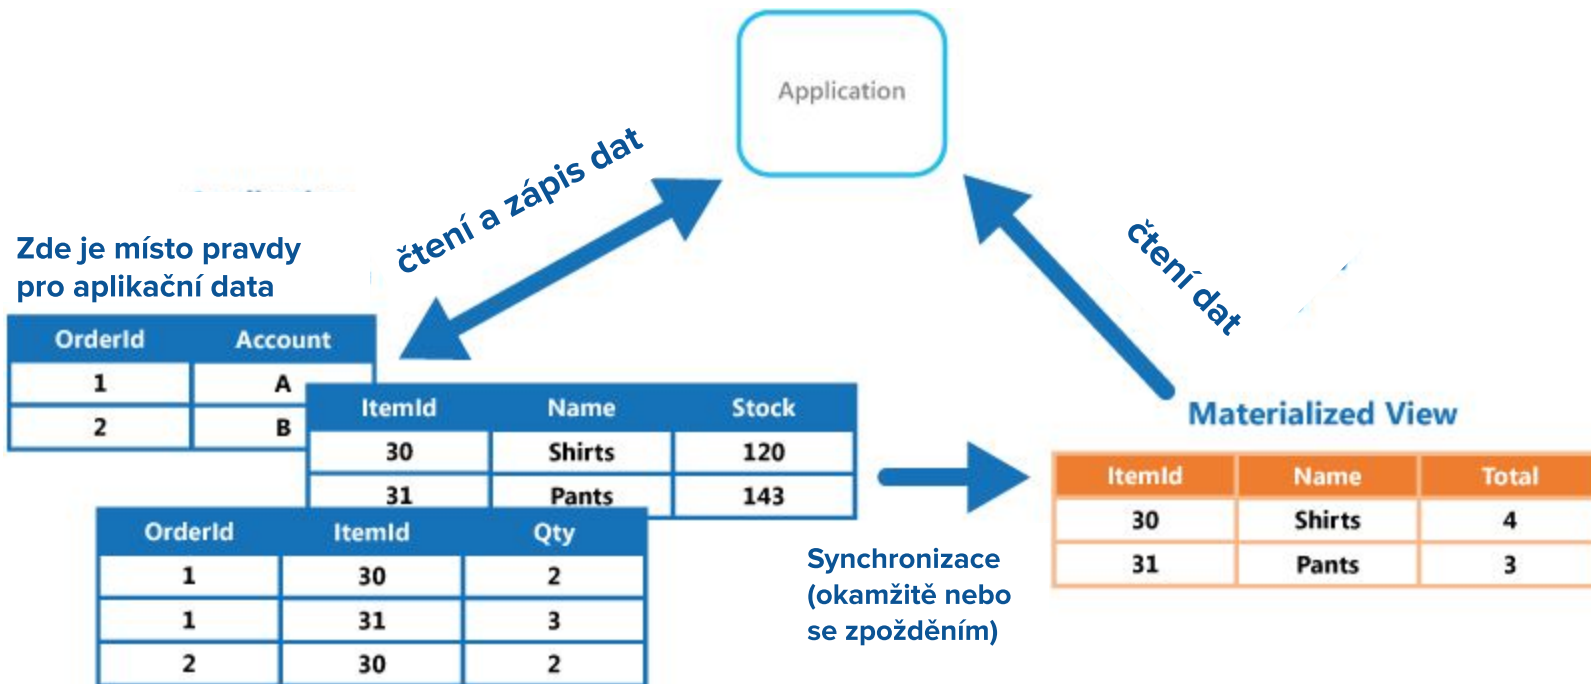 Application
čtení a zápis dat
čtení dat
Zde je místo pravdy
pro aplikační data
OrderId Account
1 A
2 B
ItemId Name Stock
30 Shirts 120
31 Pants 143
OrderId ItemId Qty
1 30 2
1 31 3
2 30 2
Synchronizace
(okamžitě nebo
se zpožděním)
Materialized View
ItemId Name Total
30 Shirts 4
31 Pants 3